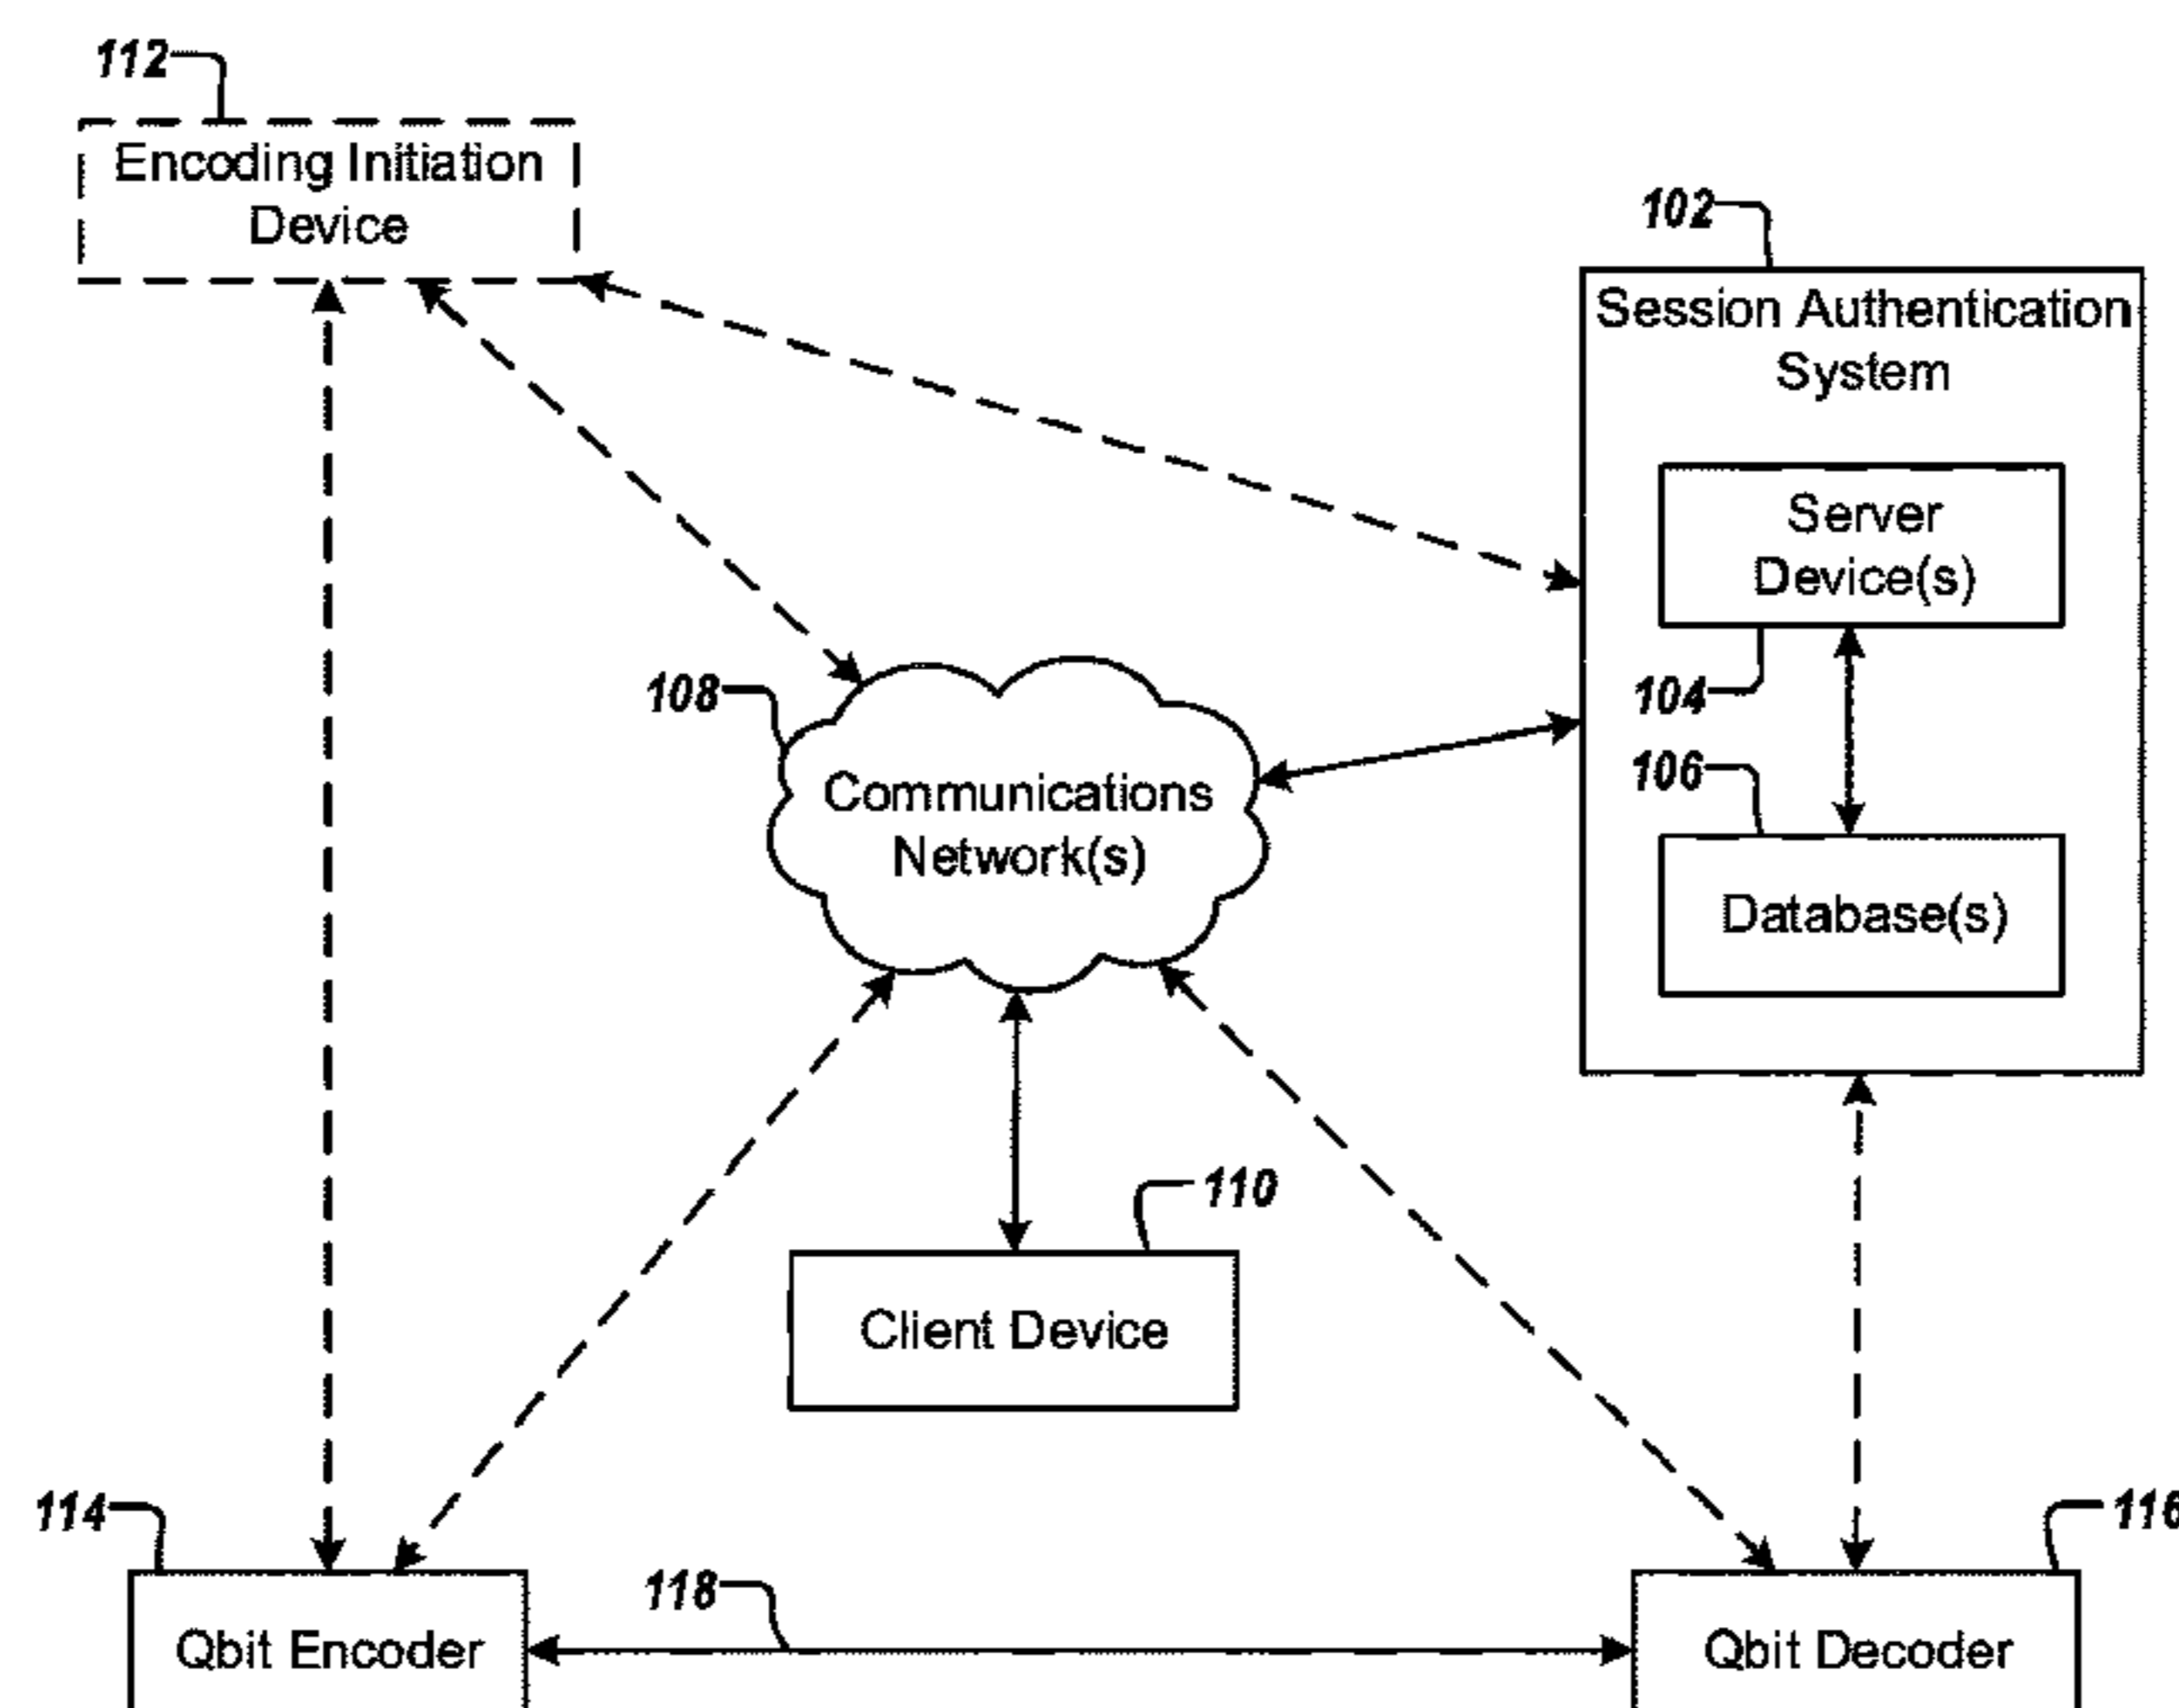 112
Encoding Initiation
Device
102
Session Authentication
System
Server
Device(s)
104
108
106
Communications
Network(s)
Database(s)
110
Client Device
114
116
118
Qbit Encoder
Qbit Decoder